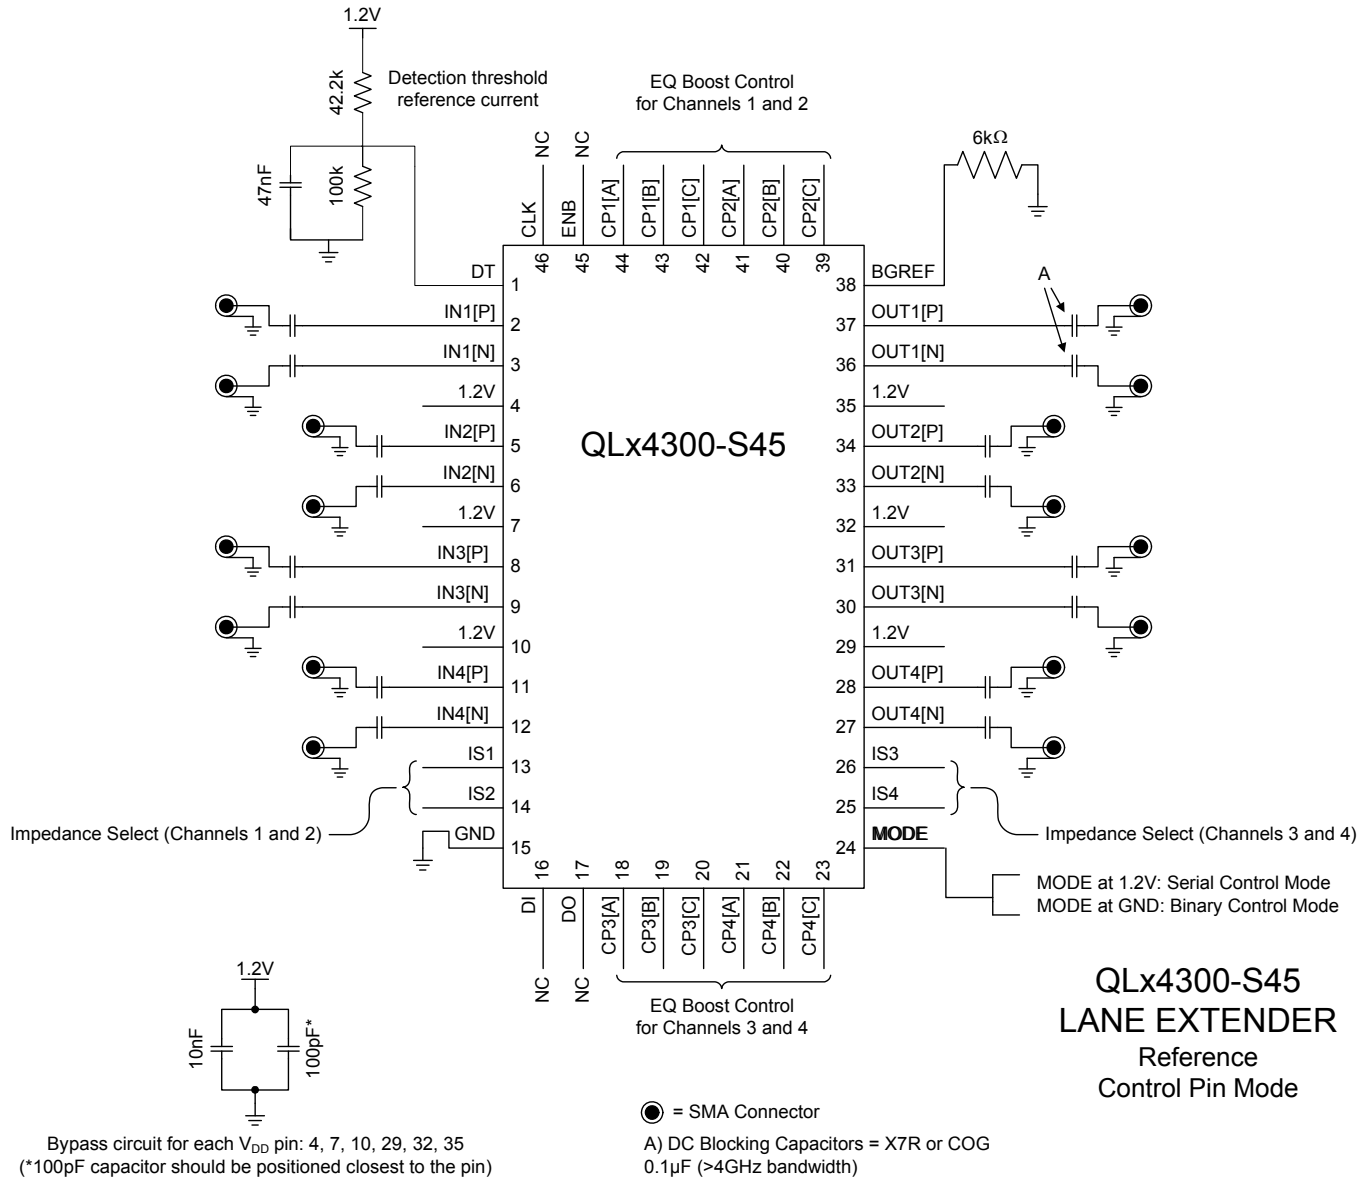 1.2V
42.2k
Detection threshold
reference current
47nF
100k
EQ Boost Control
for Channels 1 and 2
6kΩ
NC
NC
CLK
ENB
CP1[A]
CP1[B]
CP1[C]
CP2[A]
CP2[B]
CP2[C]
46
45
44
43
42
41
40
39
DT
1
IN1[P]
2
IN1[N]
3
1.2V
4
IN2[P]
5
IN2[N]
6
1.2V
7
IN3[P]
8
IN3[N]
9
1.2V
10
IN4[P]
11
IN4[N]
12
IS1
13
IS2
14
GND
15
Impedance Select (Channels 1 and 2)
QLx4300-S45
38
BGREF
A
37
OUT1[P]
36
OUT1[N]
35
1.2V
34
OUT2[P]
33
OUT2[N]
32
1.2V
31
OUT3[P]
30
OUT3[N]
29
1.2V
28
OUT4[P]
27
OUT4[N]
26
IS3
25
IS4
24
MODE
Impedance Select (Channels 3 and 4)
MODE at 1.2V: Serial Control Mode
MODE at GND: Binary Control Mode
16
17
18
19
20
21
22
23
DI
DO
CP3[A]
CP3[B]
CP3[C]
CP4[A]
CP4[B]
CP4[C]
NC
NC
EQ Boost Control
for Channels 3 and 4
1.2V
10nF
100pF*
Bypass circuit for each VDD pin: 4, 7, 10, 29, 32, 35
(*100pF capacitor should be positioned closest to the pin)
= SMA Connector
A) DC Blocking Capacitors = X7R or COG
0.1µF (>4GHz bandwidth)
QLx4300-S45
LANE EXTENDER
Reference
Control Pin Mode